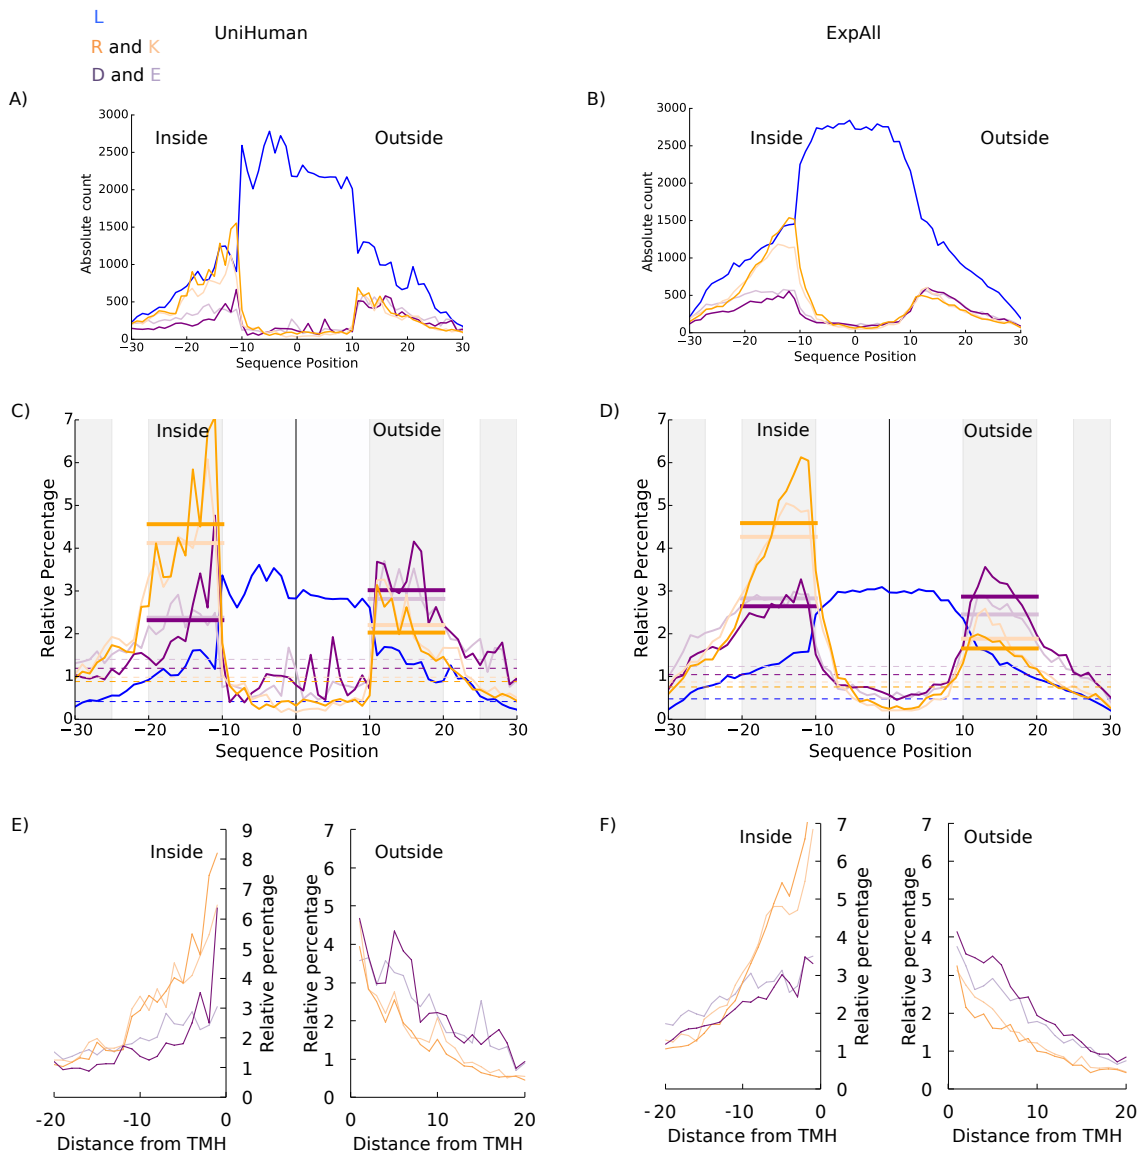 L
UniHuman
ExpAll
R and K
D and E
A)
B)
3000
2500
2000
1500
1000
500
0
Absolute count
Inside
Outside
−30
−20
−10
0
10
20
30
Sequence Position
3000
2500
2000
1500
1000
500
0
Absolute count
Inside
Outside
−30
−20
−10
0
10
20
30
Sequence Position
C)
7
6
5
4
3
2
1
0
Relative Percentage
Inside
Outside
−30
−20
−10
0
10
20
30
Sequence Position
D)
7
6
5
4
3
2
1
0
Relative Percentage
Inside
Outside
−30
−20
−10
0
10
20
30
Sequence Position
E)
Inside
9
8
7
6
5
4
3
2
1
0
Relative percentage
-20
-10
0
Distance from TMH
7
6
5
4
3
2
1
0
Relative percentage
Outside
0
10
20
Distance from TMH
F)
Inside
7
6
5
4
3
2
1
0
Relative percentage
-20
-10
0
Distance from TMH
7
6
5
4
3
2
1
0
Relative percentage
Outside
0
10
20
Distance from TMH